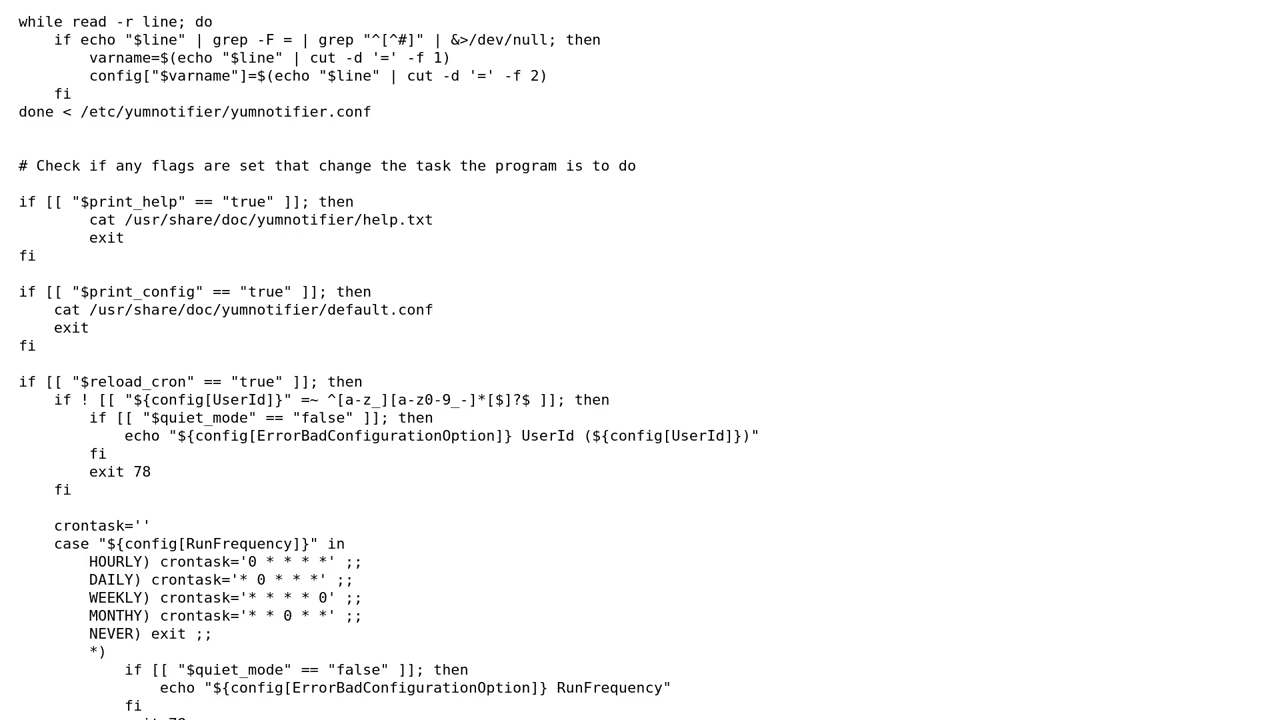 while read -r line; do
    if echo "$line" | grep -F = | grep "^[^#]" | &>/dev/null; then
        varname=$(echo "$line" | cut -d '=' -f 1)
        config["$varname"]=$(echo "$line" | cut -d '=' -f 2)
    fi
done < /etc/yumnotifier/yumnotifier.conf
# Check if any flags are set that change the task the program is to do
if [[ "$print_help" == "true" ]]; then
        cat /usr/share/doc/yumnotifier/help.txt
        exit
fi
if [[ "$print_config" == "true" ]]; then
    cat /usr/share/doc/yumnotifier/default.conf
    exit
fi
if [[ "$reload_cron" == "true" ]]; then
    if ! [[ "${config[UserId]}" =~ ^[a-z_][a-z0-9_-]*[$]?$ ]]; then
        if [[ "$quiet_mode" == "false" ]]; then
            echo "${config[ErrorBadConfigurationOption]} UserId (${config[UserId]})"
        fi
        exit 78
    fi
    crontask=''
    case "${config[RunFrequency]}" in
        HOURLY) crontask='0 * * * *' ;;
        DAILY) crontask='* 0 * * *' ;;
        WEEKLY) crontask='* * * * 0' ;;
        MONTHY) crontask='* * 0 * *' ;;
        NEVER) exit ;;
        *)
            if [[ "$quiet_mode" == "false" ]]; then
                echo "${config[ErrorBadConfigurationOption]} RunFrequency"
            fi